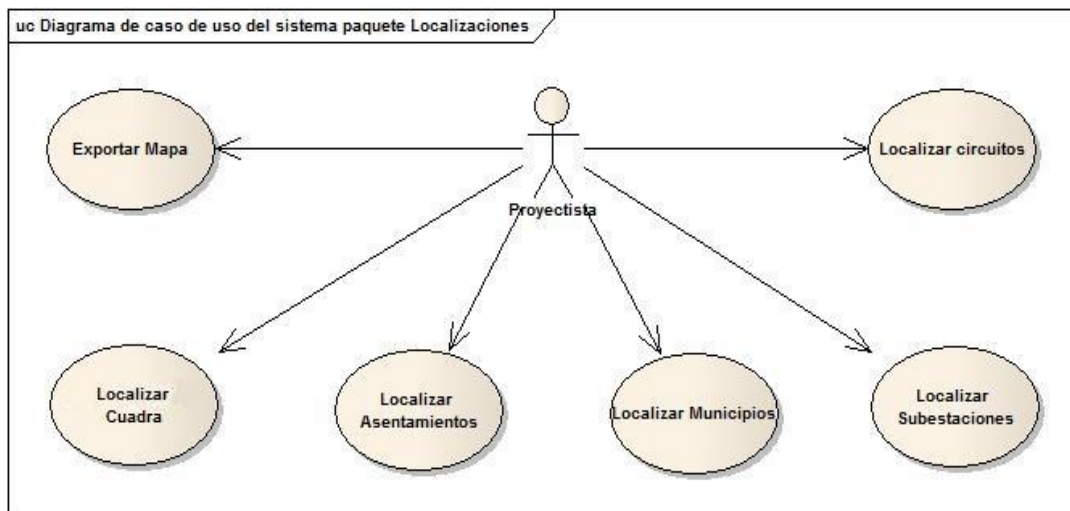 uc Diagrama de caso de uso del sistema paquete Localizaciones
Exportar Mapa
Localizar circuitos
Proyectista
Localizar
Cuadra
Localizar
Asentamientos
Localizar Municipios
Localizar
Subestaciones